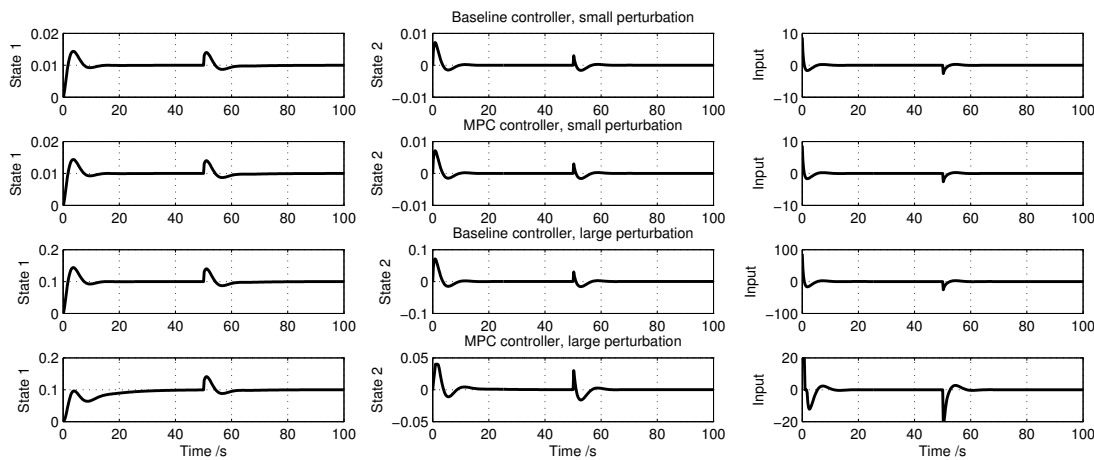 Baseline controller, small perturbation
State 1
0.02
0.01
0
0 20 40 60 80 100
State 2
0.01
0
−0.01
0 20 40 60 80 100
Input
10
0
−10
0 20 40 60 80 100
MPC controller, small perturbation
State 1
0.02
0.01
0
0 20 40 60 80 100
State 2
0.01
0
−0.01
0 20 40 60 80 100
Input
10
0
−10
0 20 40 60 80 100
Baseline controller, large perturbation
State 1
0.2
0.1
0
0 20 40 60 80 100
State 2
0.1
0
−0.1
0 20 40 60 80 100
Input
100
0
−100
0 20 40 60 80 100
MPC controller, large perturbation
State 1
0.2
0.1
0
0 20 40 60 80 100
Time /s
State 2
0.05
0
−0.05
0 20 40 60 80 100
Time /s
Input
20
0
−20
0 20 40 60 80 100
Time /s